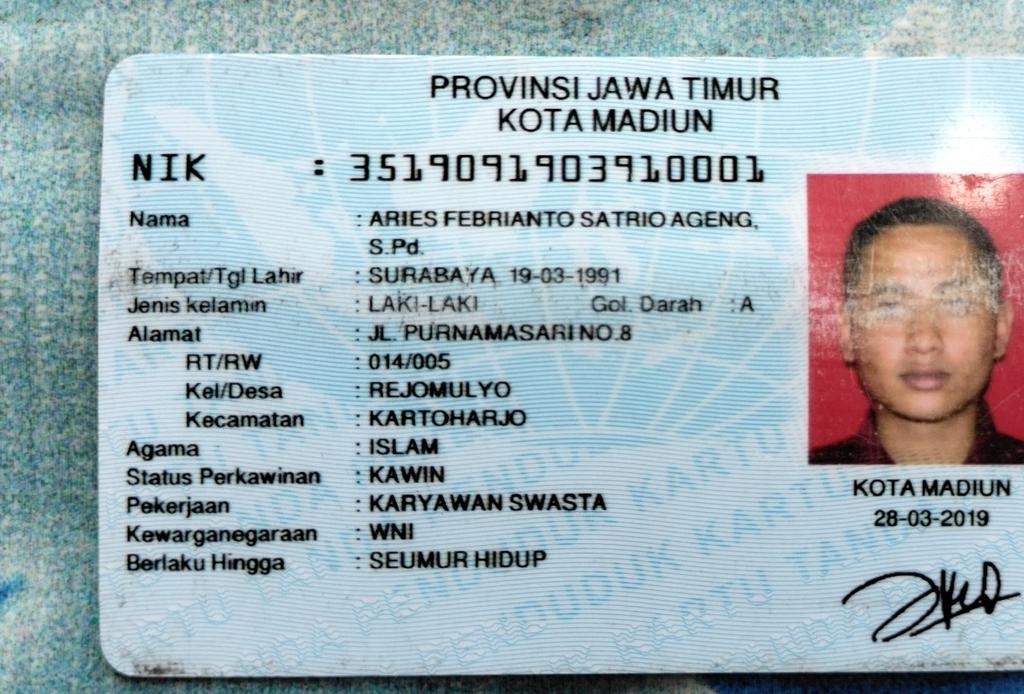 PROVINSI JAWA TIMUR
KOTA MADIUN
NIK : 3519091903910001
Nama : ARIES FEBRIANTO SATRIO AGENG,
S.Pd.
Tempat/Tgl Lahir : SURABAYA 19-03-1991
Jenis kelamin : LAKI-LAKI Gol. Darah : A
Alamat : JL. PURNAMASARI NO.8
RT/RW : 014/005
Kel/Desa : REJOMULYO
Kecamatan : KARTOHARJO
Agama : ISLAM
Status Perkawinan : KAWIN
Pekerjaan : KARYAWAN SWASTA
Kewarganegaraan : WNI
Berlaku Hingga : SEUMUR HIDUP
KOTA MADIUN
28-03-2019